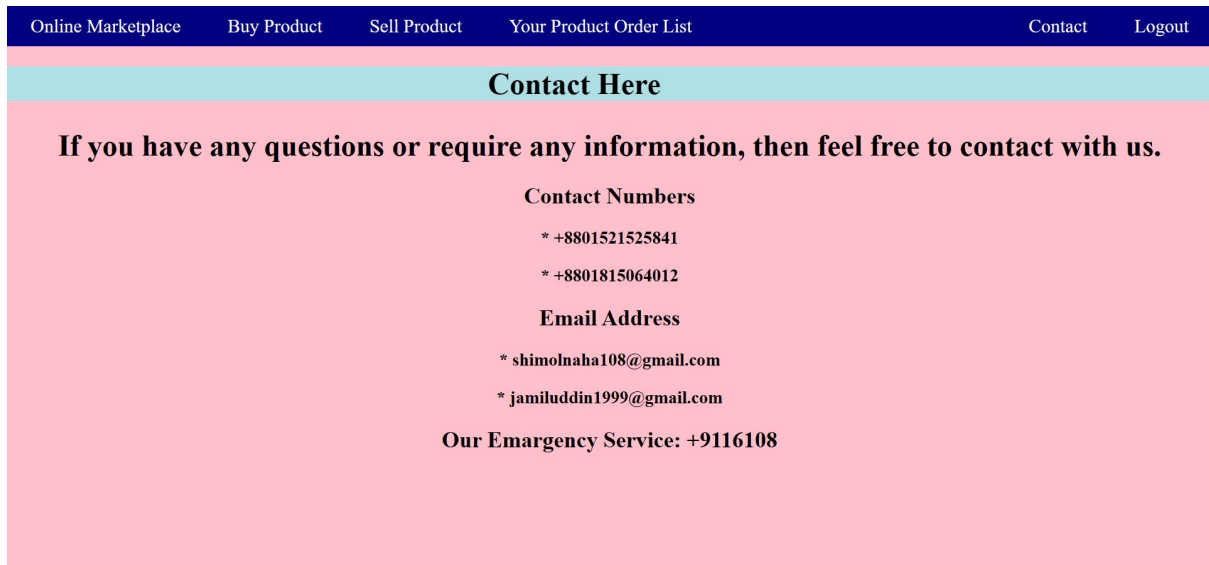 Online Marketplace Buy Product Sell Product Your Product Order List Contact Logout
Contact Here
If you have any questions or require any information, then feel free to contact with us.
Contact Numbers
* +8801521525841
* +8801815064012
Email Address
* shimolnaha108@gmail.com
* jamiluddin1999@gmail.com
Our Emargency Service: +9116108